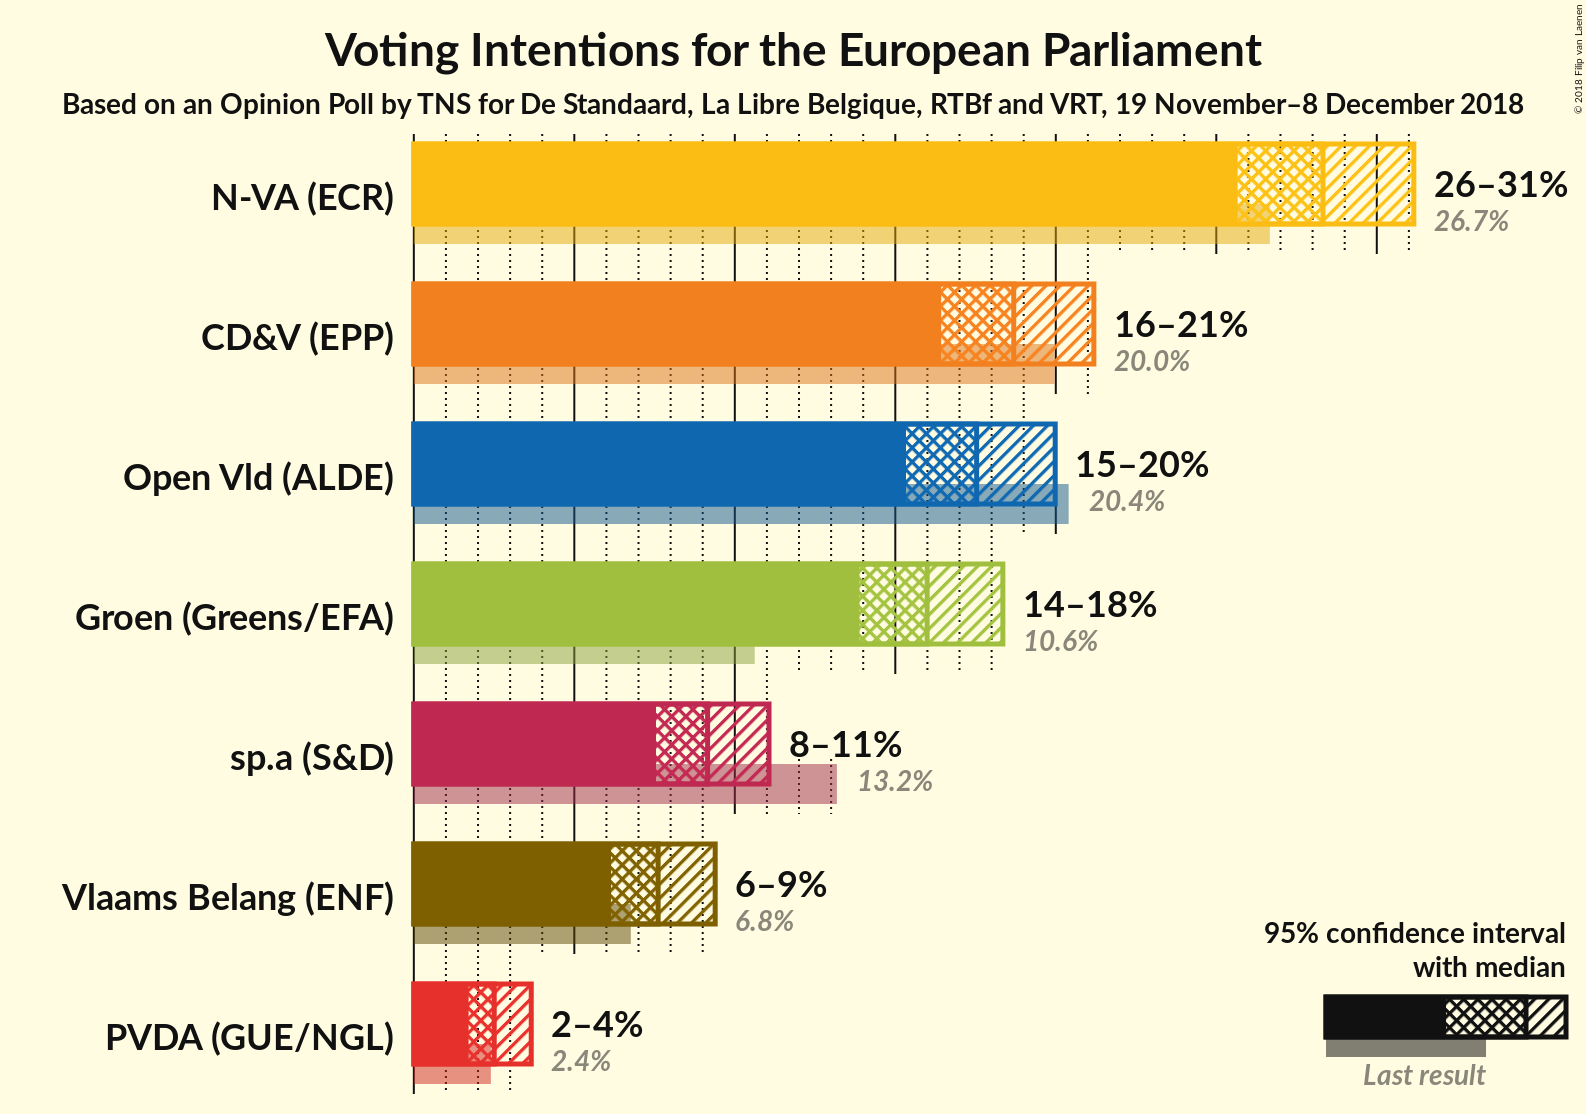 Voting Intentions for the European Parliament
Based on an Opinion Poll by TNS for De Standaard, La Libre Belgique, RTBf and VRT, 19 November–8 December 2018
© 2018 Filip van Laenen
N-VA (ECR)
26–31%
26.7%
CD&V (EPP)
16–21%
20.0%
Open Vld (ALDE)
15–20%
20.4%
Groen (Greens/EFA)
14–18%
10.6%
sp.a (S&D)
8–11%
13.2%
Vlaams Belang (ENF)
6–9%
6.8%
PVDA (GUE/NGL)
2–4%
2.4%
95% confidence interval
with median
Last result